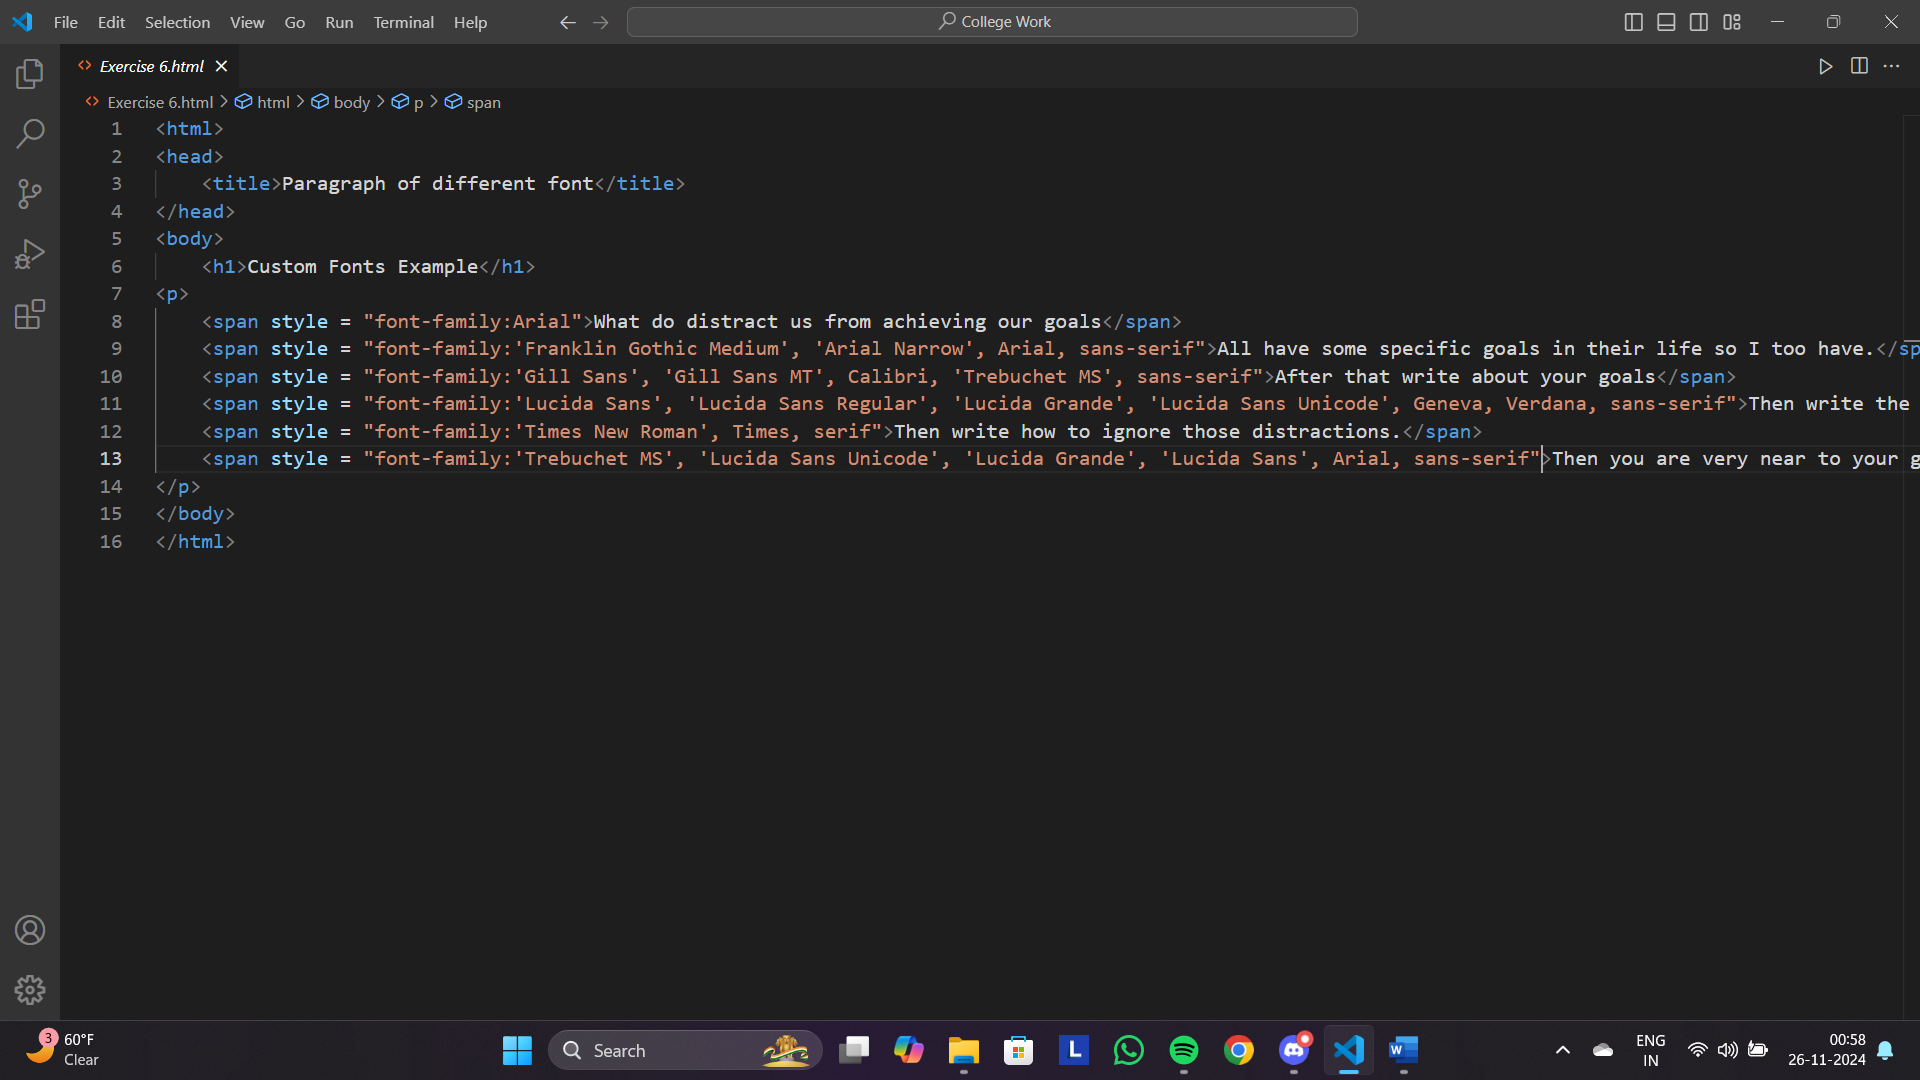 File Edit Selection View Go Run Terminal Help College Work
Exercise 6.html
Exercise 6.html > html > body > p > span
1 <html>
2 <head>
3 <title>Paragraph of different font</title>
4 </head>
5 <body>
6 <h1>Custom Fonts Example</h1>
7 <p>
8 <span style = "font-family:Arial">What do distract us from achieving our goals</span>
9 <span style = "font-family:'Franklin Gothic Medium', 'Arial Narrow', Arial, sans-serif">All have some specific goals in their life so I too have.</sp
10 <span style = "font-family:'Gill Sans', 'Gill Sans MT', Calibri, 'Trebuchet MS', sans-serif">After that write about your goals</span>
11 <span style = "font-family:'Lucida Sans', 'Lucida Sans Regular', 'Lucida Grande', 'Lucida Sans Unicode', Geneva, Verdana, sans-serif">Then write the
12 <span style = "font-family:'Times New Roman', Times, serif">Then write how to ignore those distractions.</span>
13 <span style = "font-family:'Trebuchet MS', 'Lucida Sans Unicode', 'Lucida Grande', 'Lucida Sans', Arial, sans-serif">Then you are very near to your g
14 </p>
15 </body>
16 </html>
3 60°F
Clear
Search
L
W
ENG
IN
00:58
26-11-2024